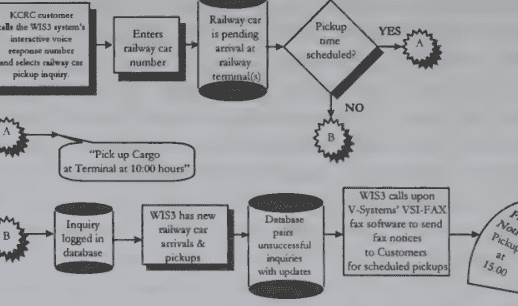 KCRC customer
calls the WIS3 system's
interactive voice
response number
and selects railway car
pickup inquiry.
Enters
railway car
number
Railway car
is pending
arrival at
railway
terminal(s)
Pickup
time
scheduled?
YES
A
NO
B
A
"Pick up Cargo
at Terminal at 10:00 hours"
B
Inquiry
logged in
database
WIS3 has new
railway car
arrivals &
pickups
Database
pairs
unsuccessful
inquiries
with updates
WIS3 calls upon
V-Systems' VSI-FAX
fax software to send
fax notices
to Customers
for scheduled pickups
Pickup
at
15:00